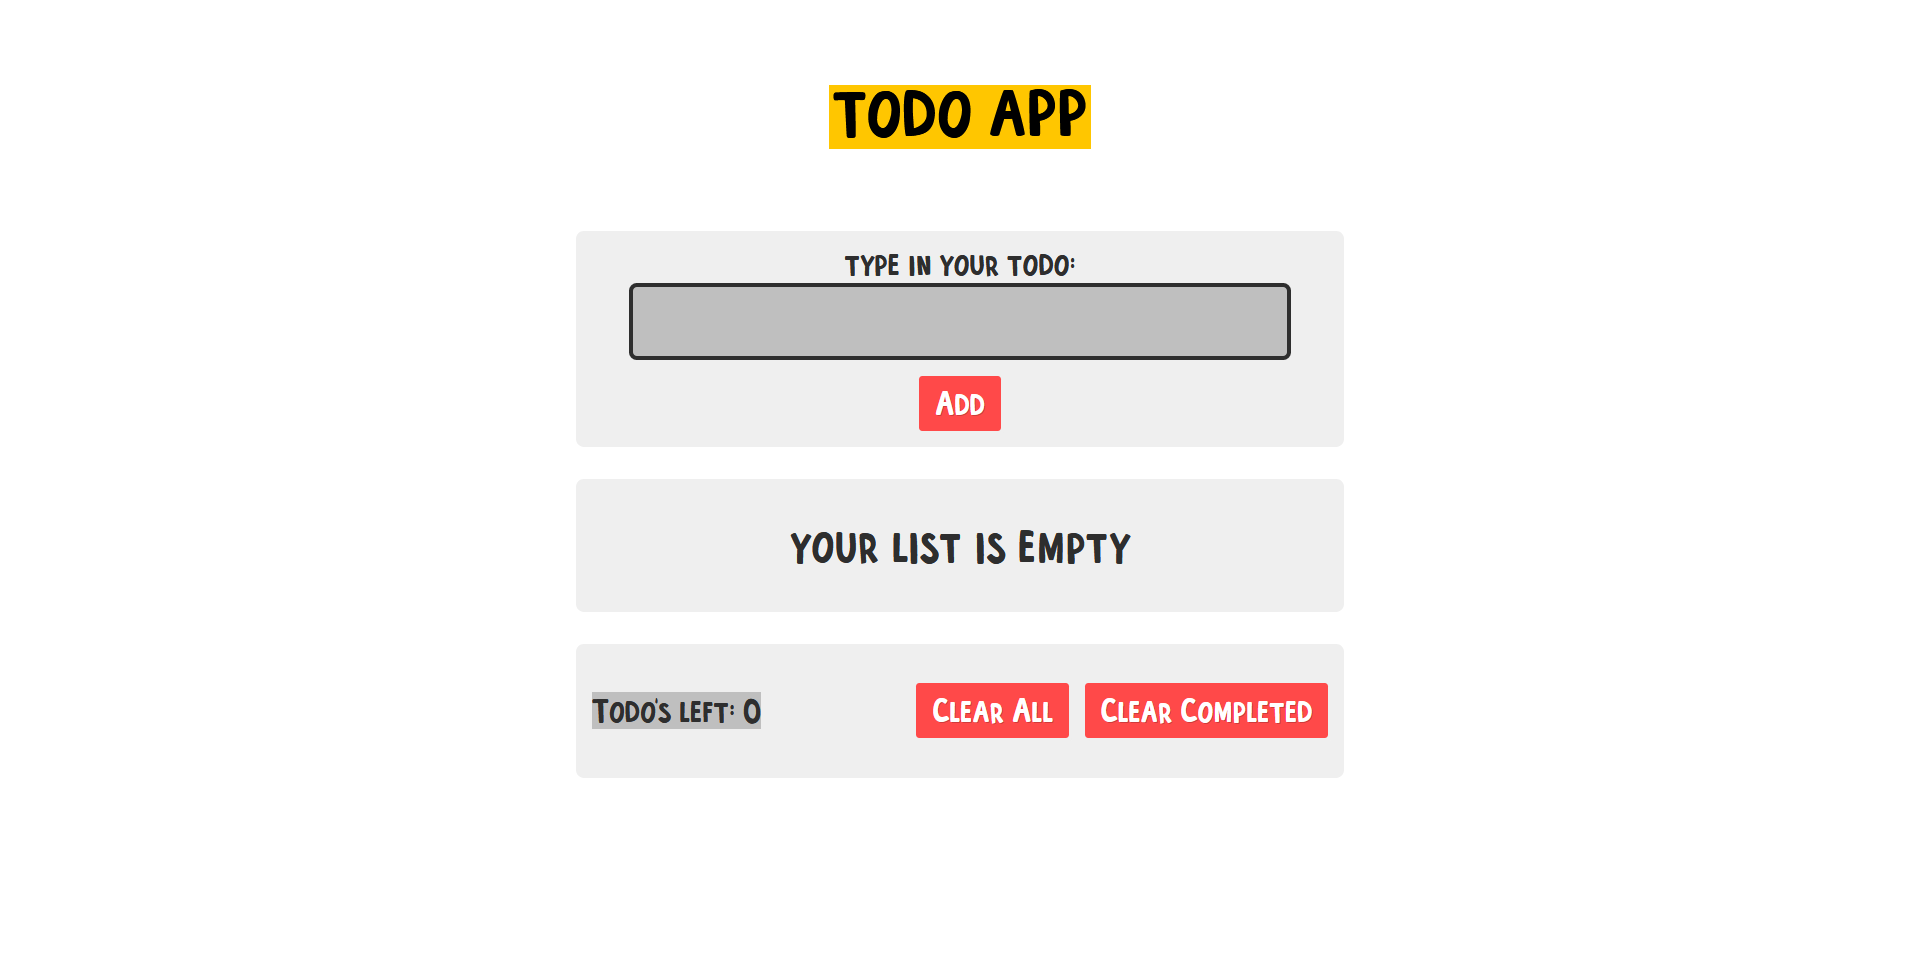 TODO APP
TYPE IN YOUR TODO:
ADD
YOUR LIST IS EMPTY
TODO'S LEFT: 0
CLEAR ALL
CLEAR COMPLETED